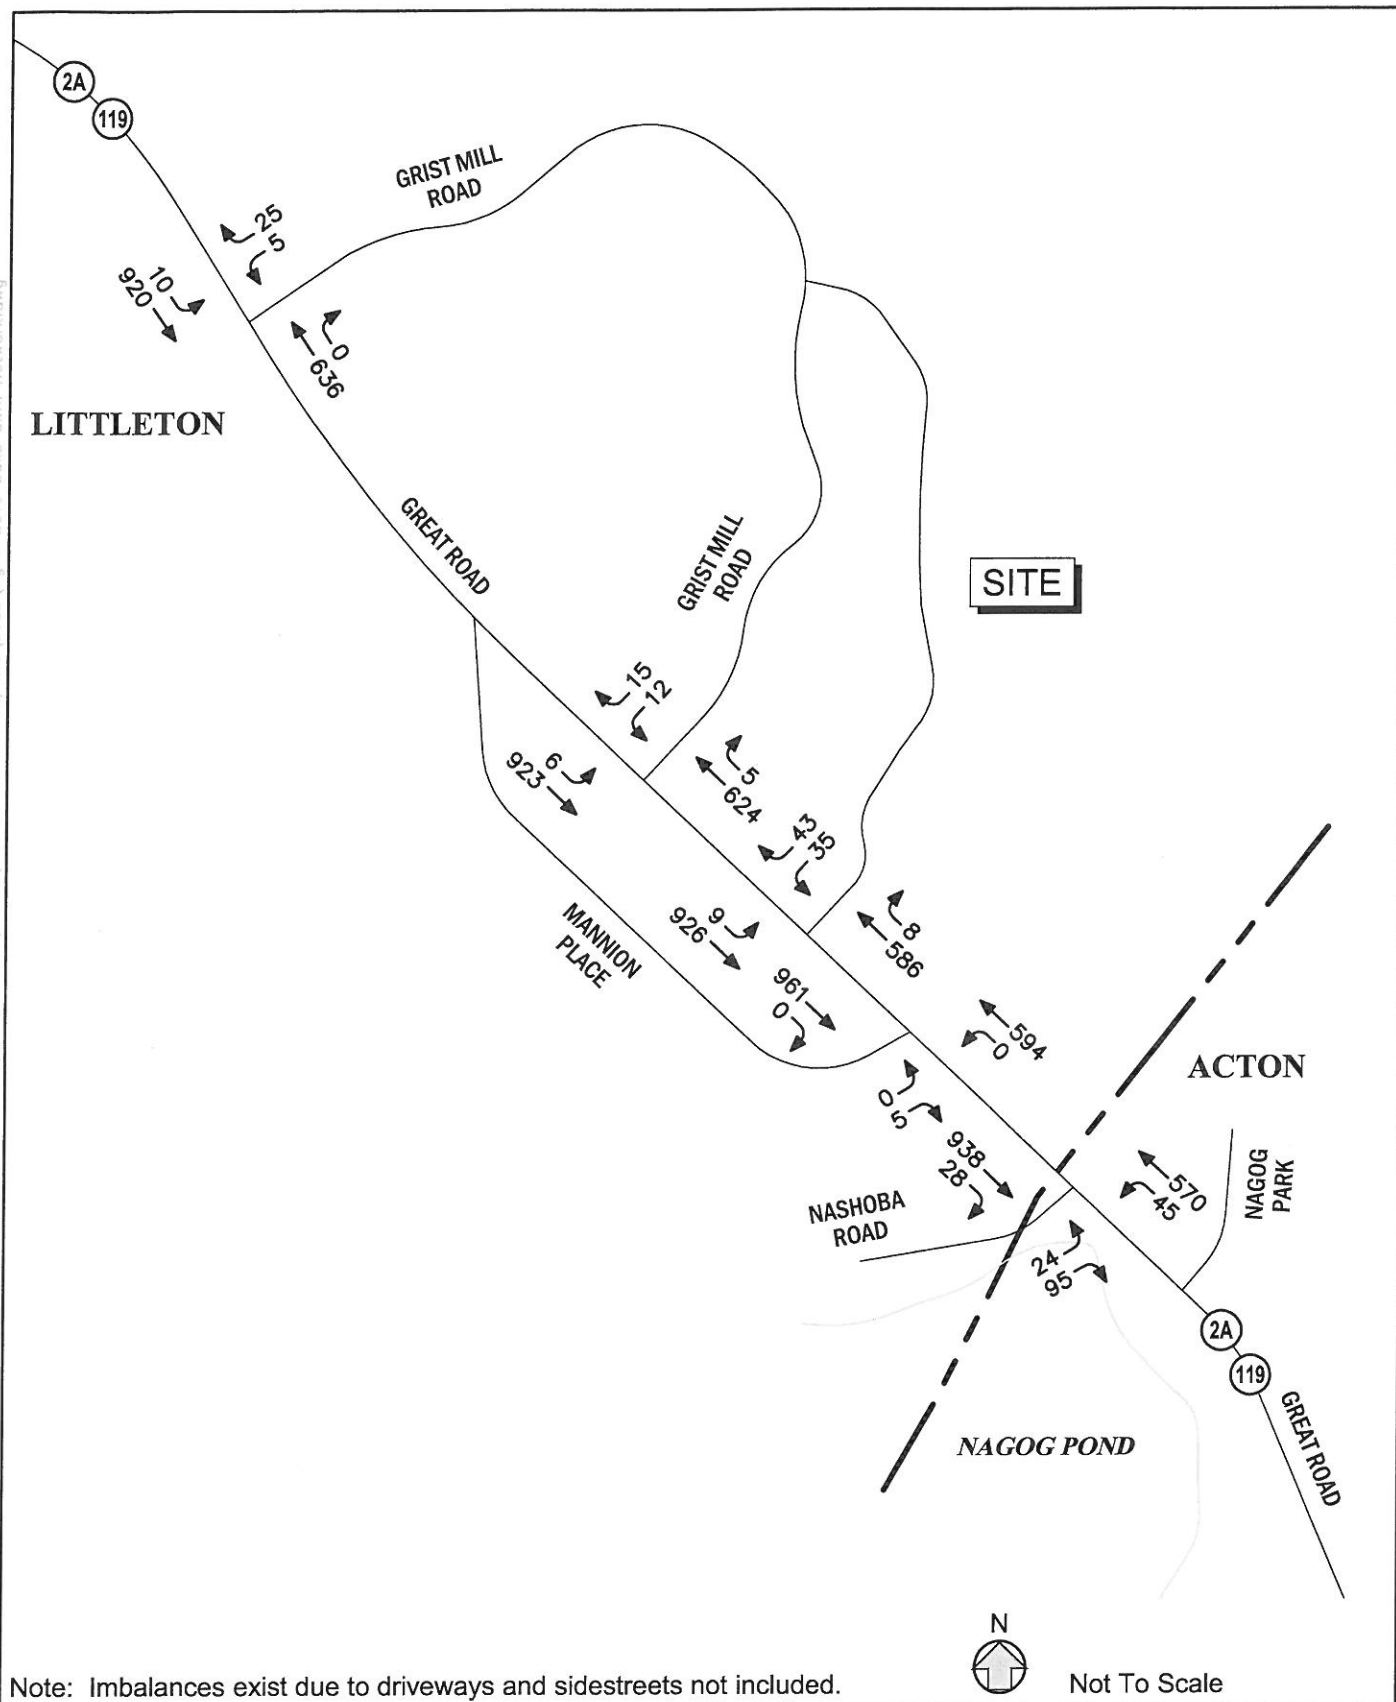 2A
119
GRIST MILL
ROAD
25
5
10
920
0
636
LITTLETON
GREAT ROAD
GRIST MILL
ROAD
SITE
15
12
6
923
5
624
43
35
9
926
8
586
MANNION
PLACE
961
0
594
0
ACTON
0
5
938
28
570
45
NAGOG
PARK
NASHOBA
ROAD
24
95
2A
119
GREAT ROAD
NAGOG POND
N
Note: Imbalances exist due to driveways and sidestreets not included.
Not To Scale